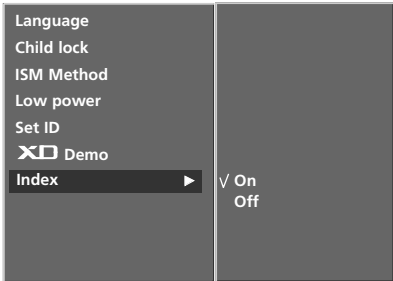 Language
Child lock
ISM Method
Low power
Set ID
XD Demo
Index ▶
√ On
Off